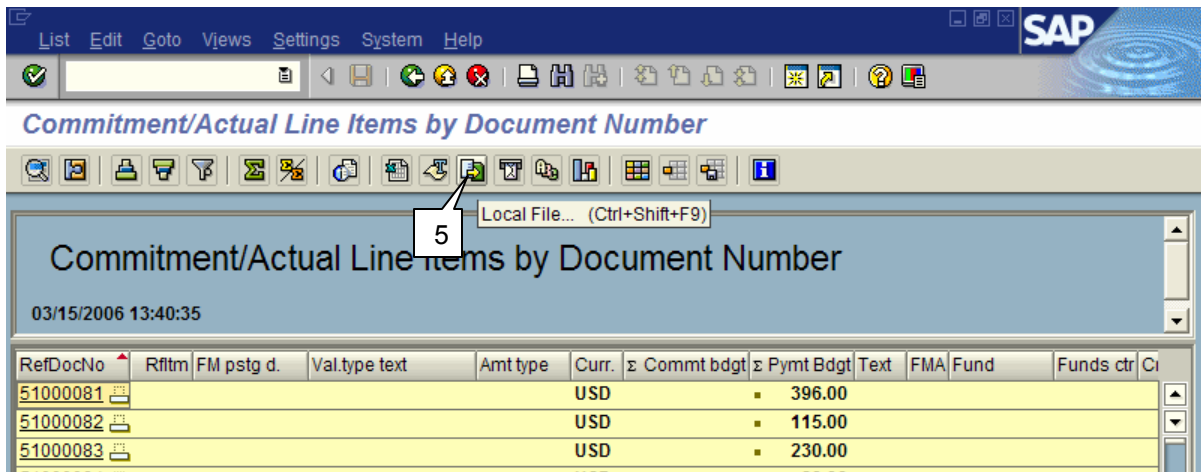 List Edit Goto Views Settings System Help
SAP
Commitment/Actual Line Items by Document Number
Local File... (Ctrl+Shift+F9)
5
Commitment/Actual Line Items by Document Number
03/15/2006 13:40:35
RefDocNo RfItm FM pstg d. Val.type text Amt type Curr. Σ Commt bdgt Σ Pymt Bdgt Text FMA Fund Funds ctr
51000081 USD 396.00
51000082 USD 115.00
51000083 USD 230.00